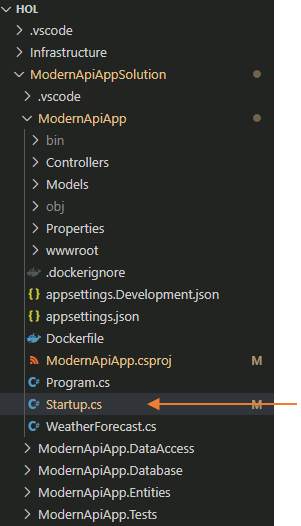 HOL
.vscode
Infrastructure
ModernApiAppSolution
.vscode
ModernApiApp
bin
Controllers
Models
obj
Properties
wwwroot
.dockerignore
{} appsettings.Development.json
{} appsettings.json
Dockerfile
ModernApiApp.csproj M
C# Program.cs
C# Startup.cs M
C# WeatherForecast.cs
ModernApiApp.DataAccess
ModernApiApp.Database
ModernApiApp.Entities
ModernApiApp.Tests